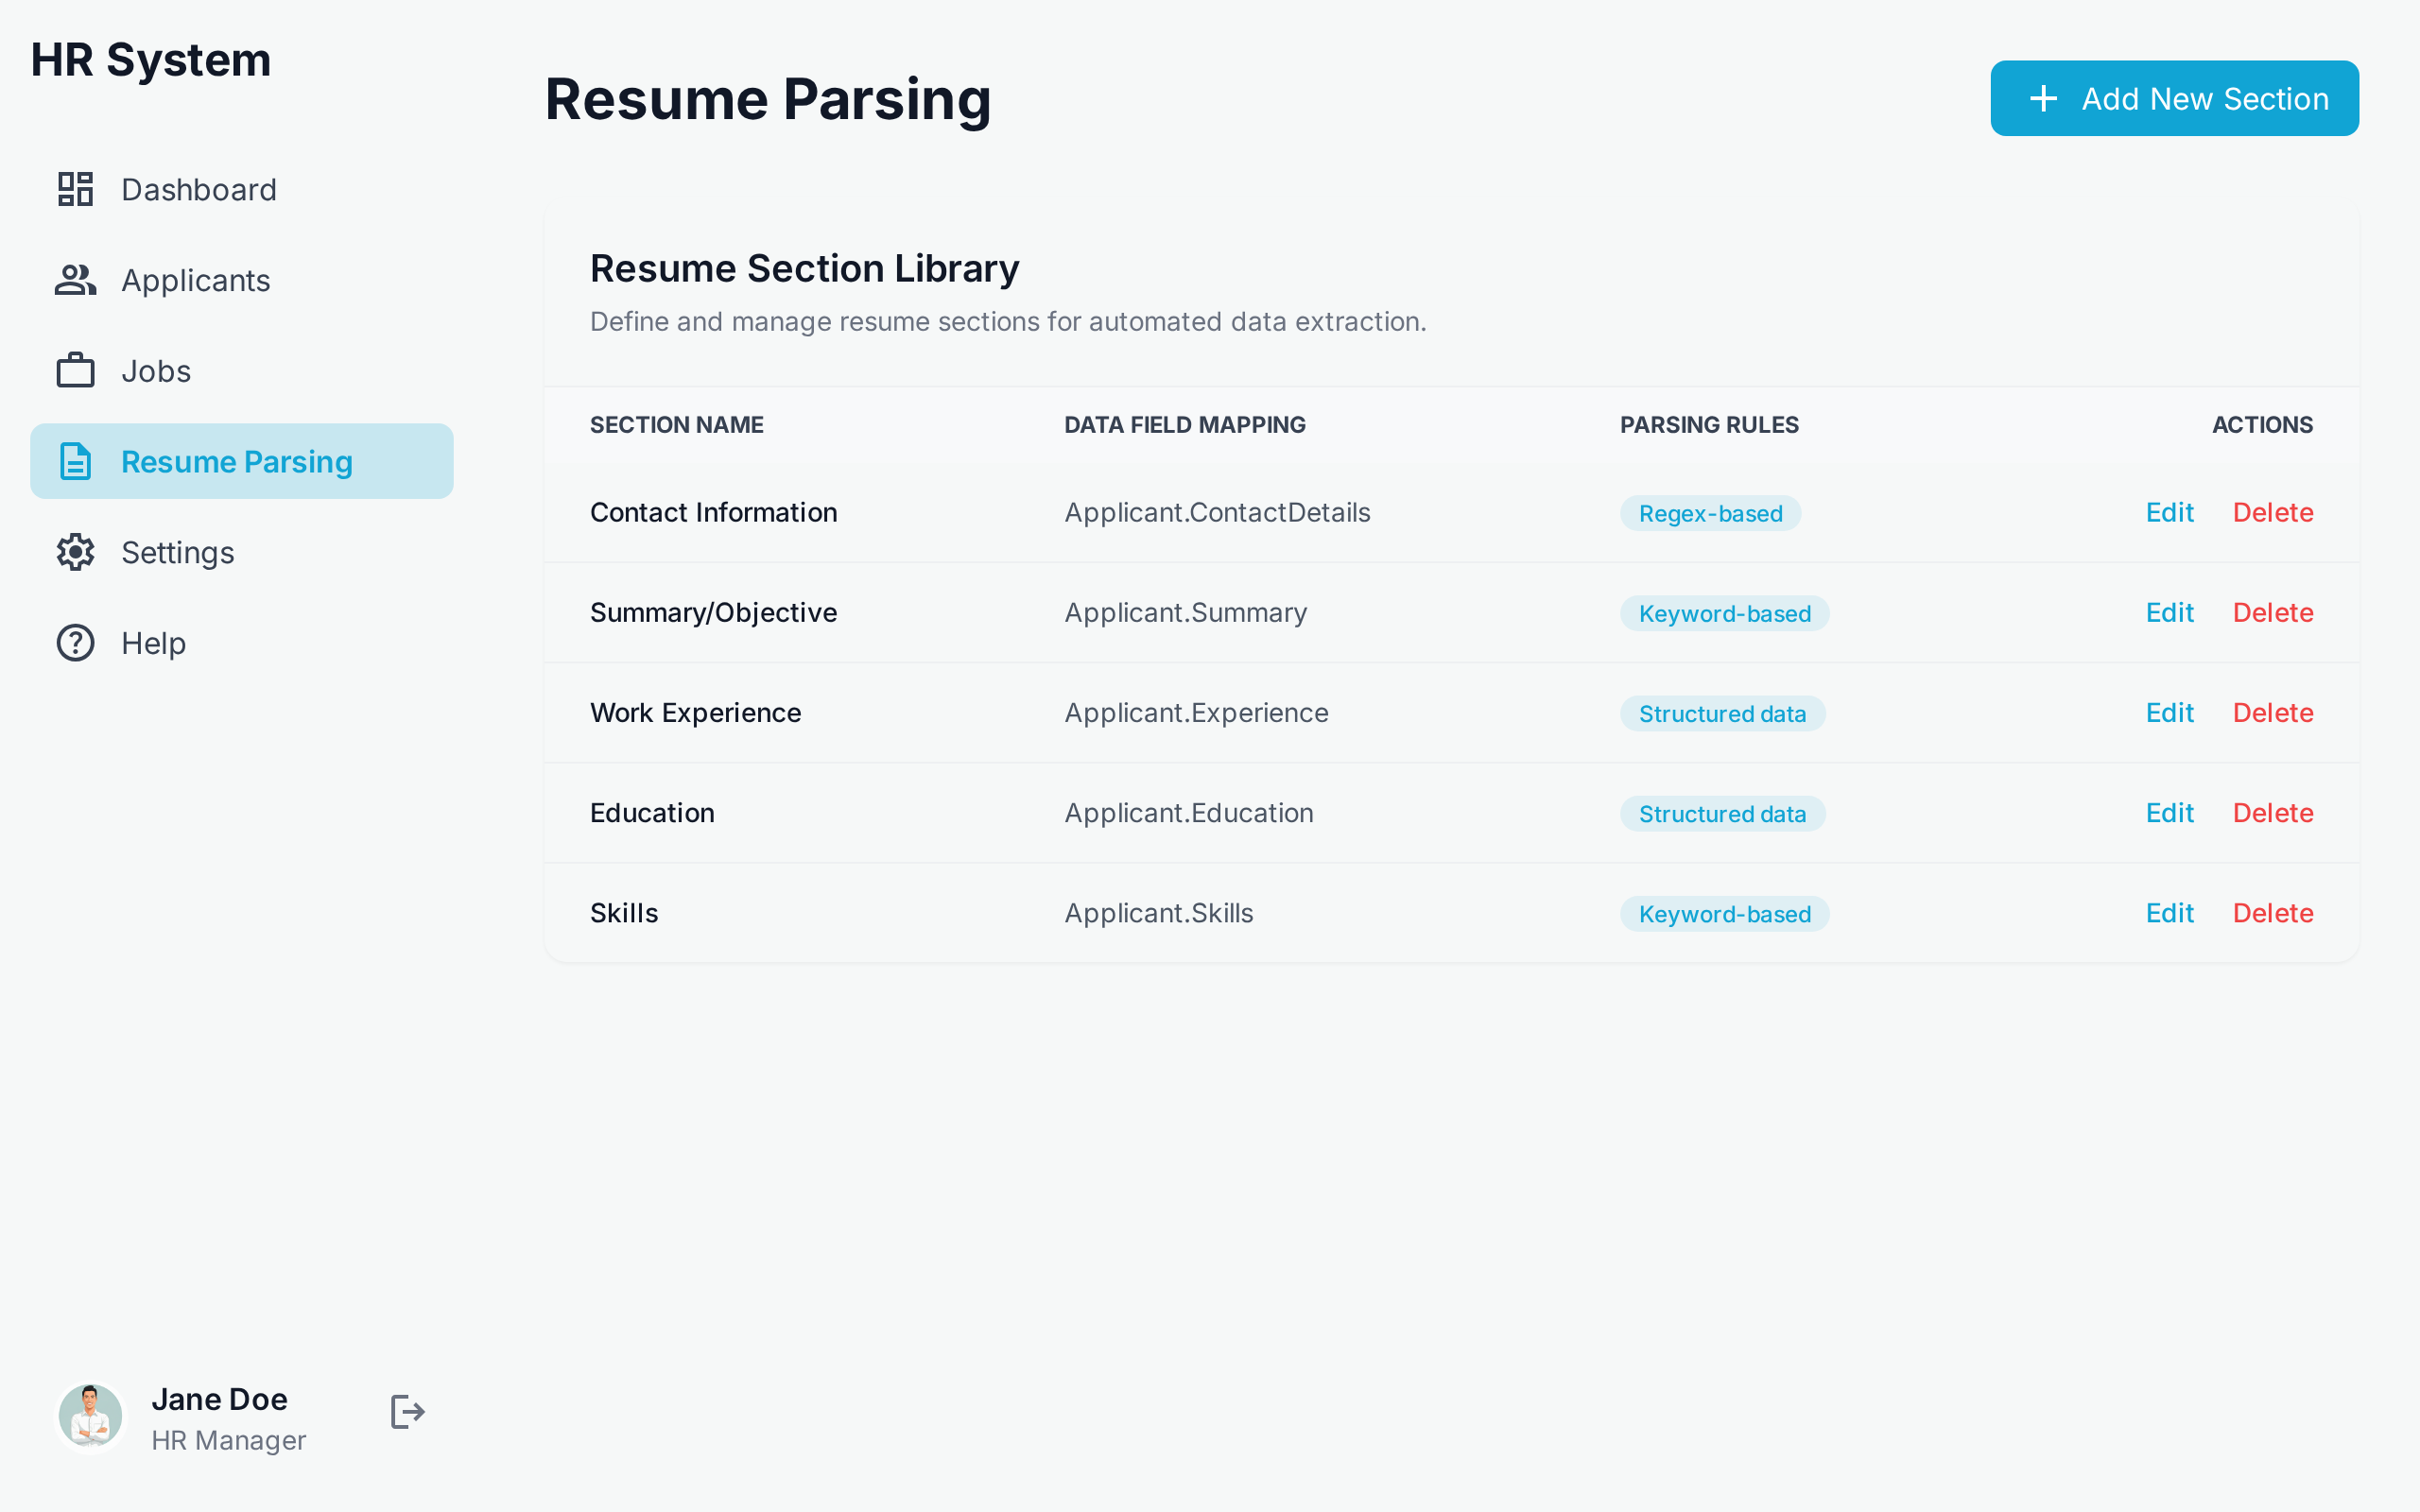 HR System
Dashboard
Applicants
Jobs
Resume Parsing
Settings
Help
Jane Doe
HR Manager
Resume Parsing
Add New Section
Resume Section Library
Define and manage resume sections for automated data extraction.
SECTION NAME DATA FIELD MAPPING PARSING RULES ACTIONS
Contact Information Applicant.ContactDetails Regex-based Edit Delete
Summary/Objective Applicant.Summary Keyword-based Edit Delete
Work Experience Applicant.Experience Structured data Edit Delete
Education Applicant.Education Structured data Edit Delete
Skills Applicant.Skills Keyword-based Edit Delete